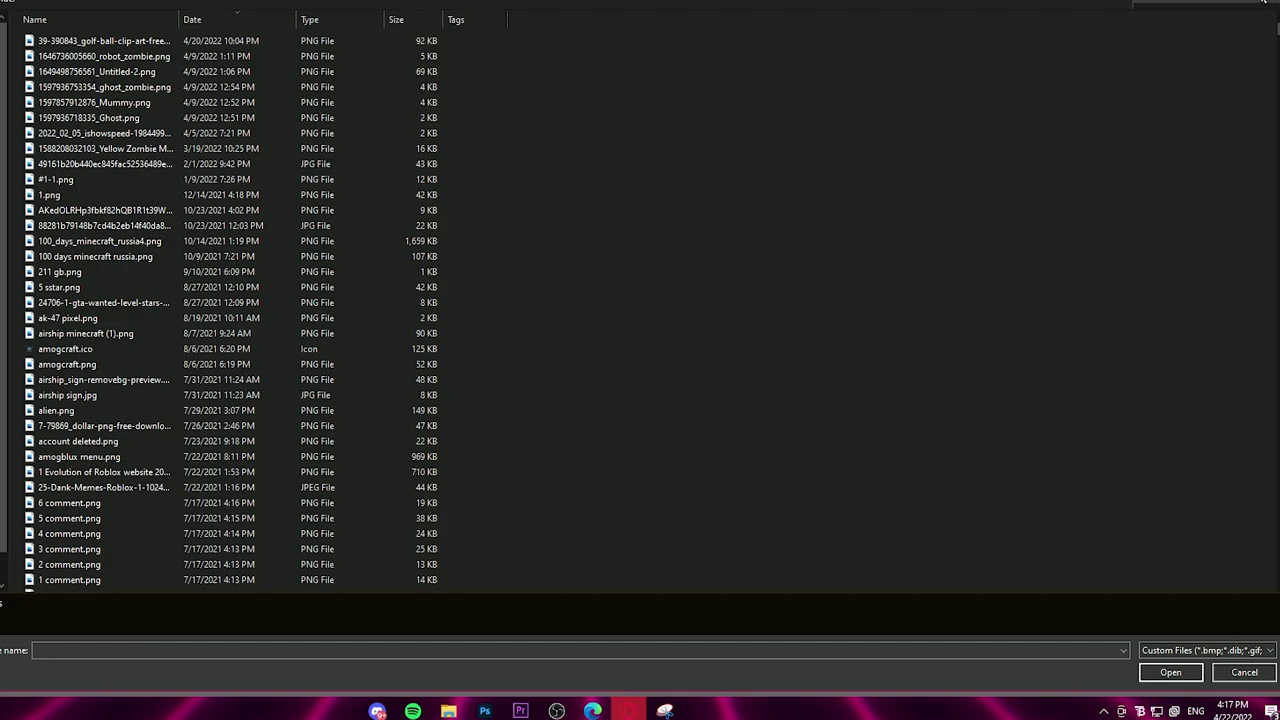 Name Date Type Size Tags
39-390843_golf-ball-clip-art-free... 4/20/2022 10:04 PM PNG File 92 KB
1646736005660_robot_zombie.png 4/9/2022 1:11 PM PNG File 5 KB
1649498756561_Untitled-2.png 4/9/2022 1:06 PM PNG File 69 KB
1597936753354_ghost_zombie.png 4/9/2022 12:54 PM PNG File 4 KB
1597857912876_Mummy.png 4/9/2022 12:52 PM PNG File 4 KB
1597936718335_Ghost.png 4/9/2022 12:51 PM PNG File 2 KB
2022_02_05_ishowspeed-1984499... 4/5/2022 7:21 PM PNG File 2 KB
1588208032103_Yellow Zombie M... 3/19/2022 10:25 PM PNG File 16 KB
49161b20b440ec845fac52536489e... 2/1/2022 9:42 PM JPG File 43 KB
#1-1.png 1/9/2022 7:26 PM PNG File 12 KB
1.png 12/14/2021 4:18 PM PNG File 42 KB
AKedOLRHp3fbkf82hQB1R1t39W... 10/23/2021 4:02 PM PNG File 9 KB
88281b79148b7cd4b2eb14f40da8... 10/23/2021 12:03 PM JPG File 22 KB
100_days_minecraft_russia4.png 10/14/2021 1:19 PM PNG File 1,659 KB
100 days minecraft russia.png 10/9/2021 7:21 PM PNG File 107 KB
211 gb.png 9/10/2021 6:09 PM PNG File 1 KB
5 sstar.png 8/27/2021 12:10 PM PNG File 42 KB
24706-1-gta-wanted-level-stars-... 8/27/2021 12:09 PM PNG File 8 KB
ak-47 pixel.png 8/19/2021 10:11 AM PNG File 2 KB
airship minecraft (1).png 8/7/2021 9:24 AM PNG File 90 KB
amogcraft.ico 8/6/2021 6:20 PM Icon 125 KB
amogcraft.png 8/6/2021 6:19 PM PNG File 52 KB
airship_sign-removebg-preview.... 7/31/2021 11:24 AM PNG File 48 KB
airship sign.jpg 7/31/2021 11:23 AM JPG File 8 KB
alien.png 7/29/2021 3:07 PM PNG File 149 KB
7-79869_dollar-png-free-downlo... 7/26/2021 2:46 PM PNG File 47 KB
account deleted.png 7/23/2021 9:18 PM PNG File 22 KB
amogblux menu.png 7/22/2021 8:11 PM PNG File 969 KB
1 Evolution of Roblox website 20... 7/22/2021 1:53 PM PNG File 710 KB
25-Dank-Memes-Roblox-1-1024... 7/22/2021 1:16 PM JPEG File 44 KB
6 comment.png 7/17/2021 4:16 PM PNG File 19 KB
5 comment.png 7/17/2021 4:15 PM PNG File 38 KB
4 comment.png 7/17/2021 4:14 PM PNG File 24 KB
3 comment.png 7/17/2021 4:13 PM PNG File 25 KB
2 comment.png 7/17/2021 4:13 PM PNG File 13 KB
1 comment.png 7/17/2021 4:13 PM PNG File 14 KB
s
e name: Custom Files (*.bmp;*.dib;*.gif;
Open Cancel
Pr
Ps
ENG 4:17 PM
4/22/2022